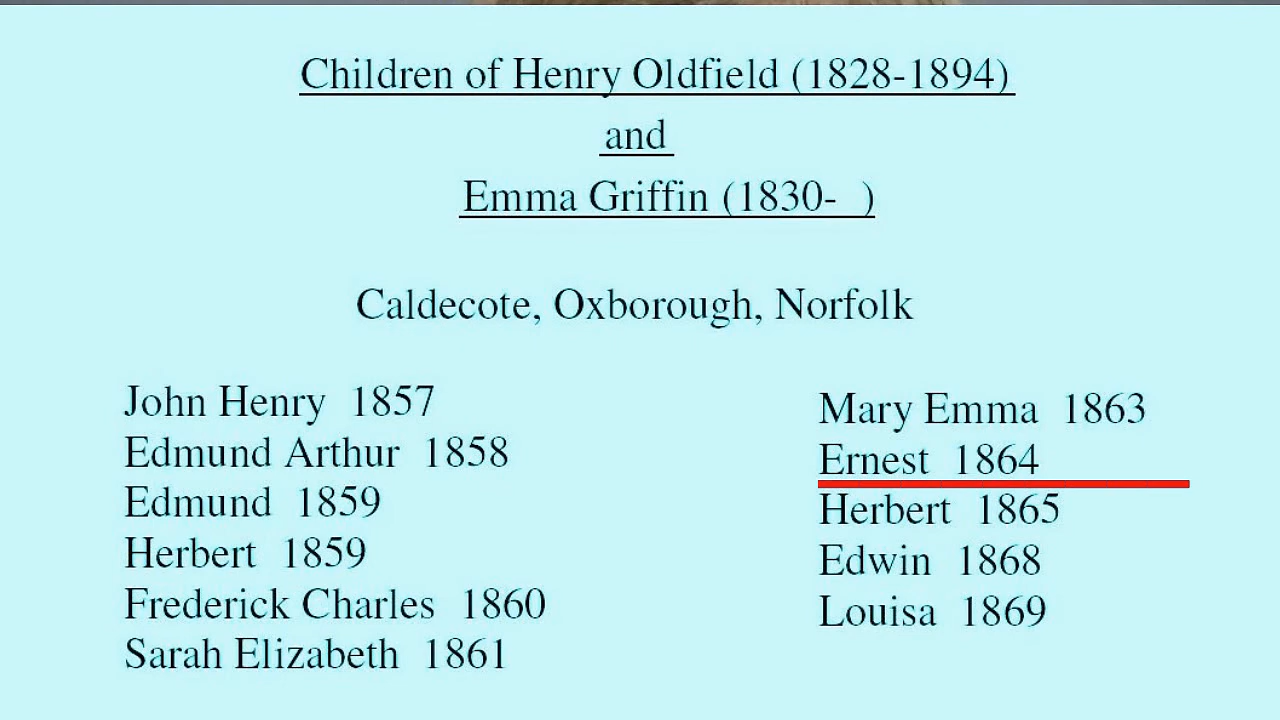 Children of Henry Oldfield (1828-1894)
and
Emma Griffin (1830-  )
Caldecote, Oxborough, Norfolk
John Henry  1857
Edmund Arthur  1858
Edmund  1859
Herbert  1859
Frederick Charles  1860
Sarah Elizabeth  1861
Mary Emma  1863
Ernest  1864
Herbert  1865
Edwin  1868
Louisa  1869